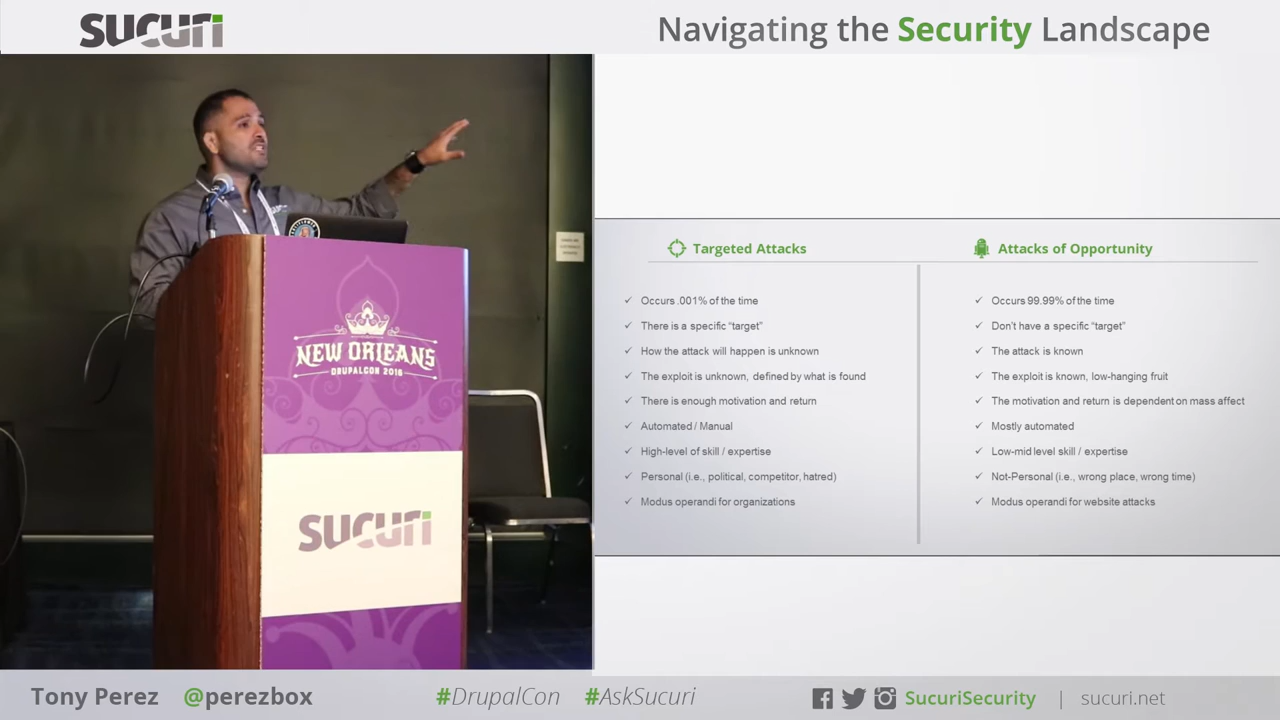 sucuri
Navigating the Security Landscape
NEW ORLEANS
DRUPALCON 2016
sucuri
Targeted Attacks
Occurs .001% of the time
There is a specific “target”
How the attack will happen is unknown
The exploit is unknown, defined by what is found
There is enough motivation and return
Automated / Manual
High-level of skill / expertise
Personal (i.e., political, competitor, hatred)
Modus operandi for organizations
Attacks of Opportunity
Occurs 99.99% of the time
Don’t have a specific “target”
The attack is known
The exploit is known, low-hanging fruit
The motivation and return is dependent on mass affect
Mostly automated
Low-mid level skill / expertise
Not-Personal (i.e., wrong place, wrong time)
Modus operandi for website attacks
Tony Perez @perezbox #DrupalCon #AskSucuri SucuriSecurity | sucuri.net